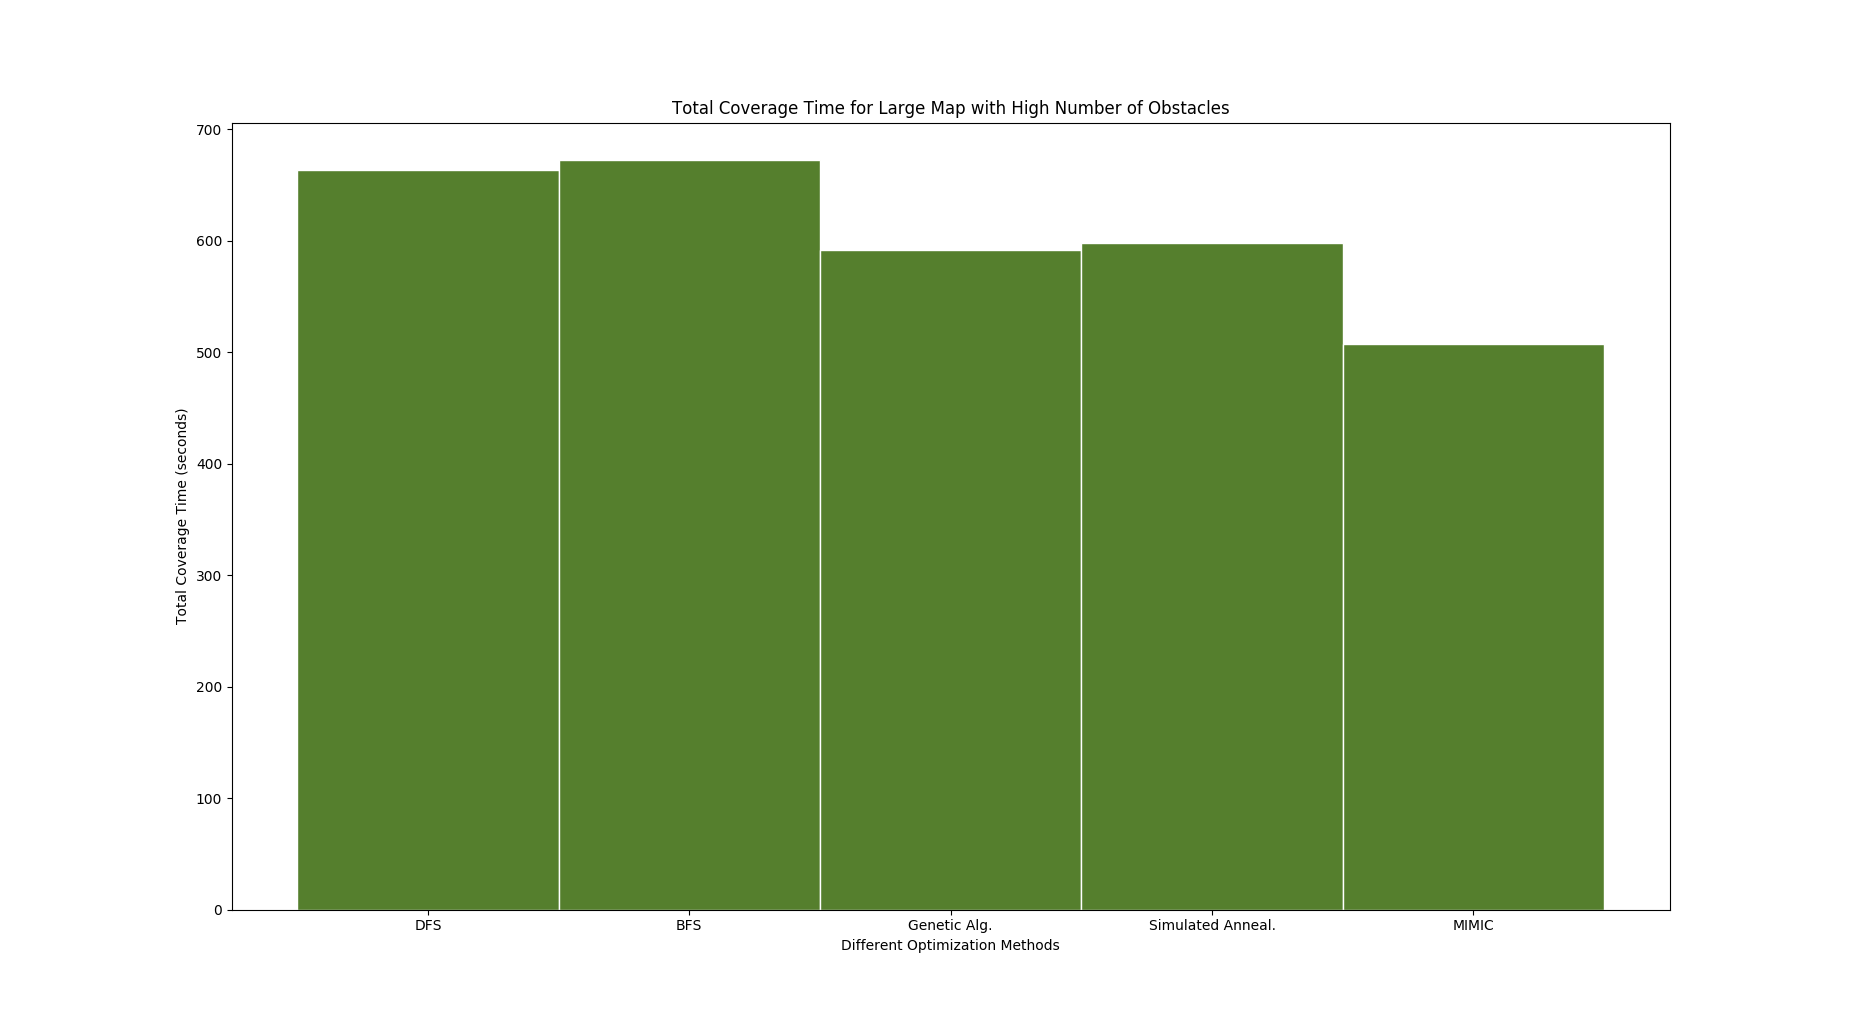 Total Coverage Time for Large Map with High Number of Obstacles
700
600
500
400
300
200
100
0
Total Coverage Time (seconds)
DFS BFS Genetic Alg. Simulated Anneal. MIMIC
Different Optimization Methods